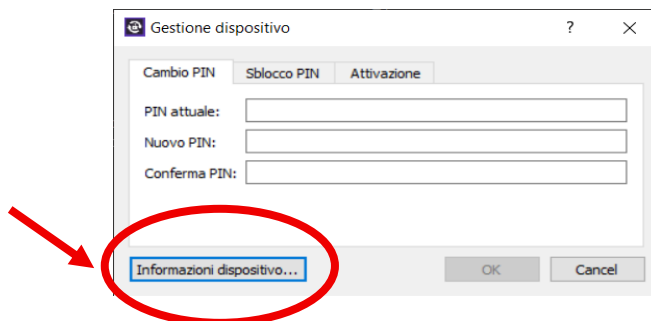 Gestione dispositivo ?
Cambio PIN Sblocco PIN Attivazione
PIN attuale:
Nuovo PIN:
Conferma PIN:
Informazioni dispositivo... OK Cancel